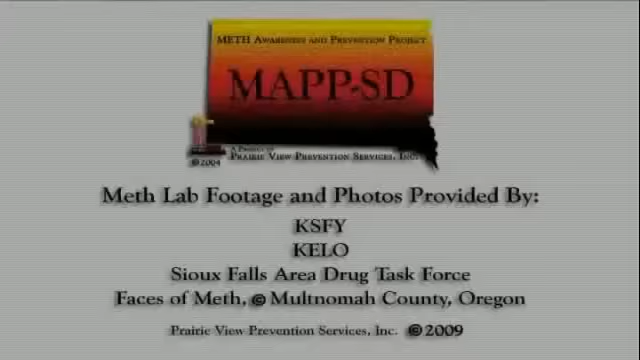 METH AWARENESS AND PREVENTION PROJECT
MAPP-SD
A PROJECT OF
PRAIRIE VIEW PREVENTION SERVICES, INC.
©2004
Meth Lab Footage and Photos Provided By:
KSFY
KELO
Sioux Falls Area Drug Task Force
Faces of Meth, © Multnomah County, Oregon
Prairie View Prevention Services, Inc. ©2009